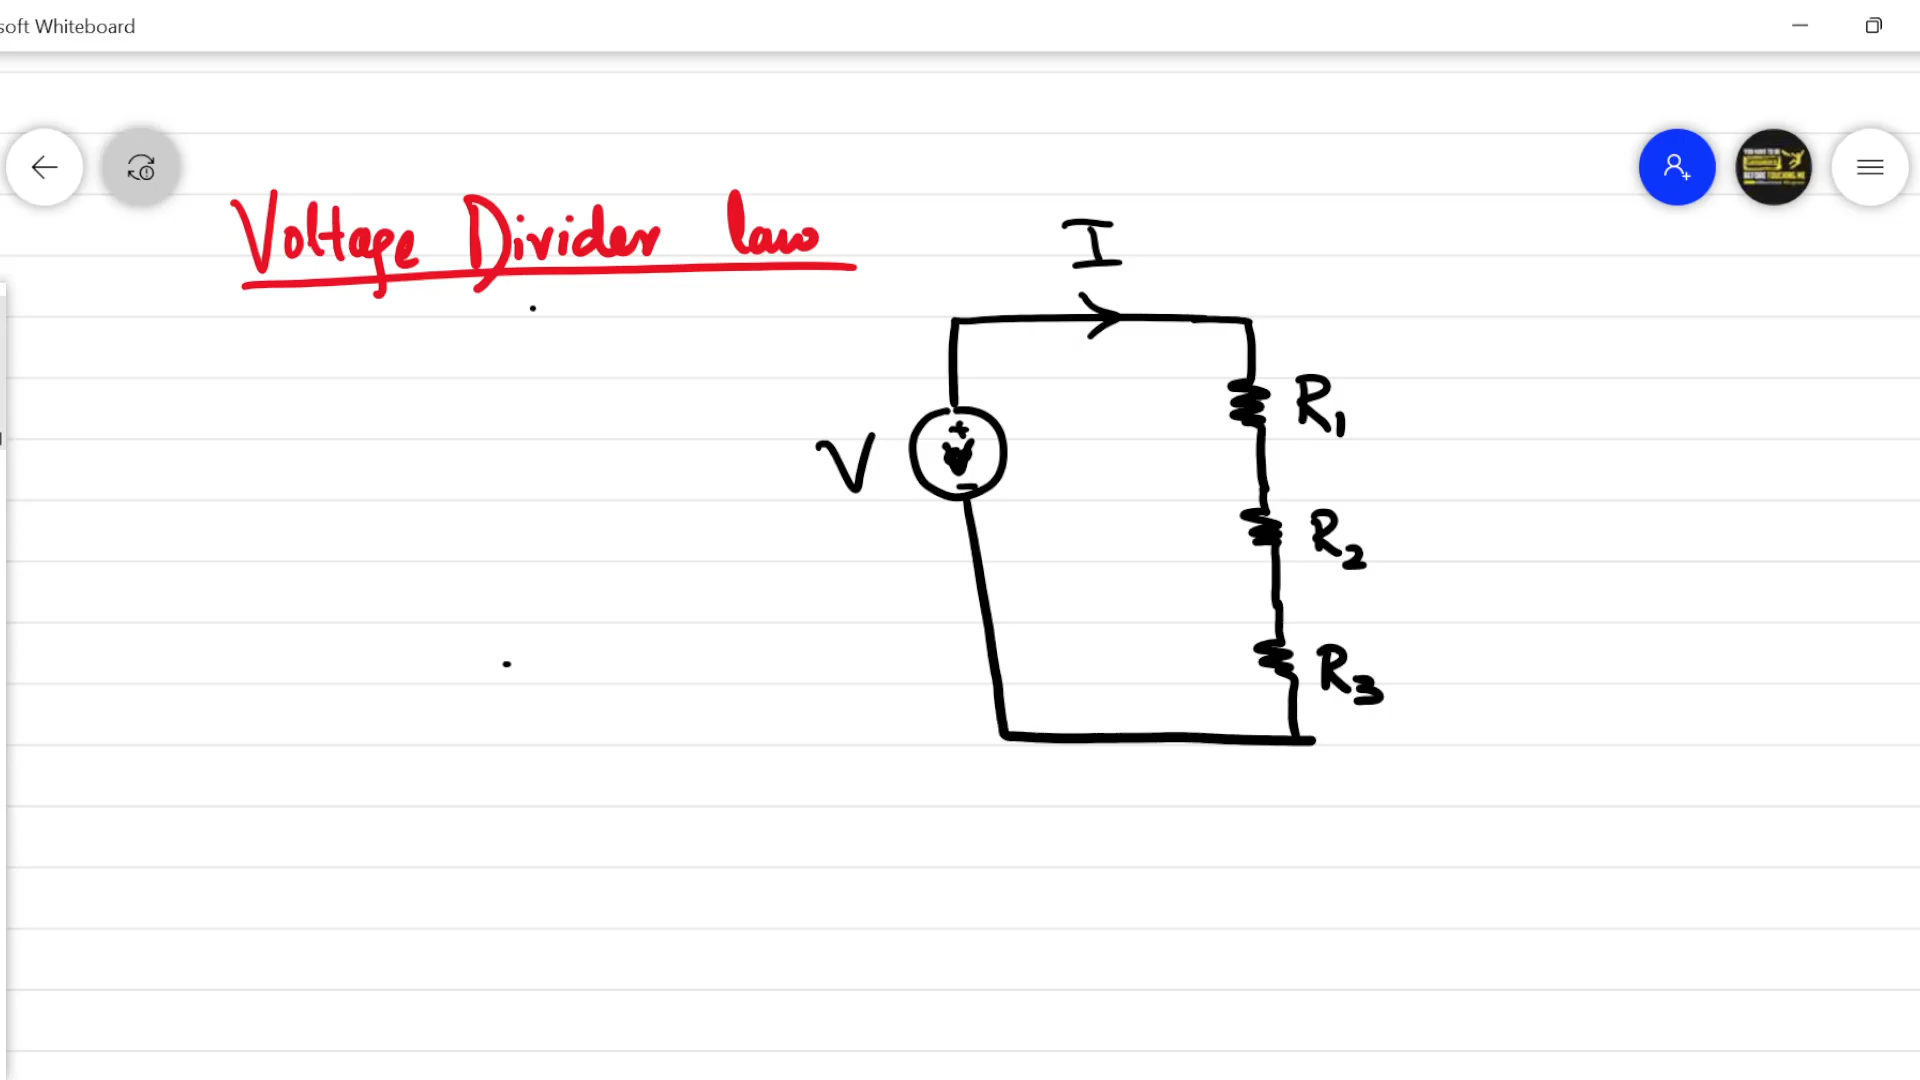 soft Whiteboard
Voltage Divider law
I
R1
V
+
-
R2
R3